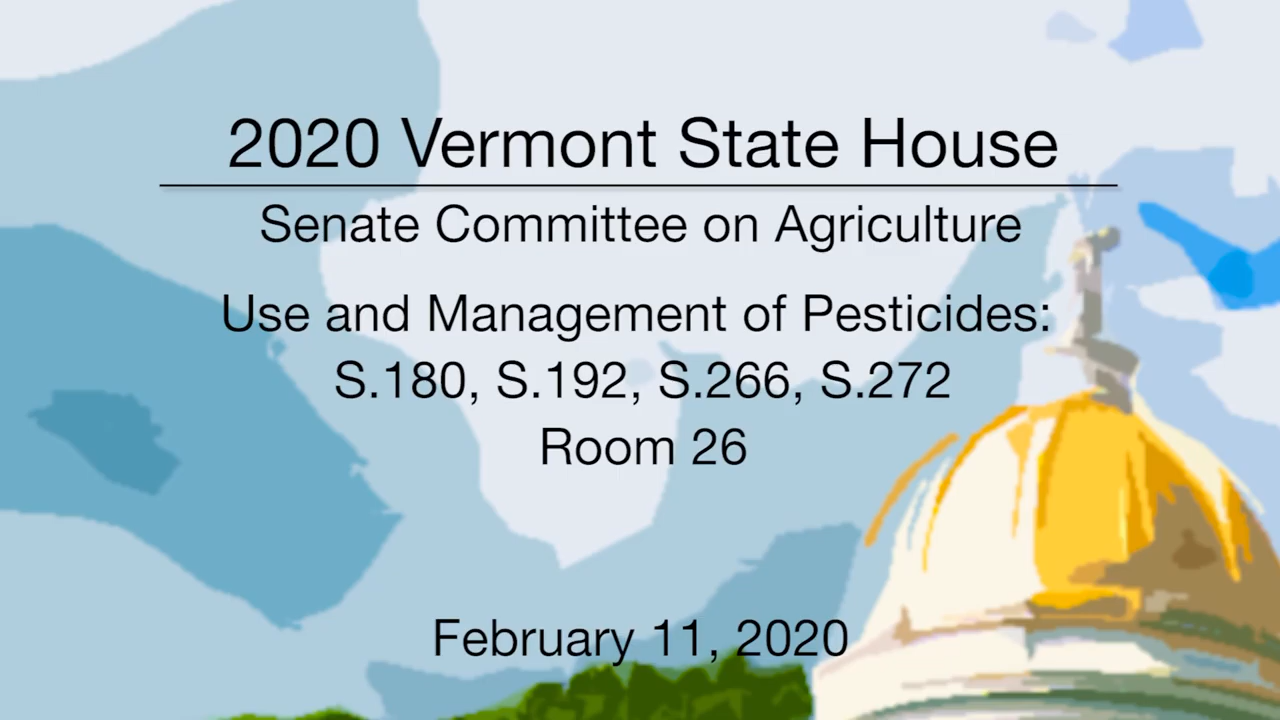 2020 Vermont State House
Senate Committee on Agriculture
Use and Management of Pesticides:
S.180, S.192, S.266, S.272
Room 26
February 11, 2020